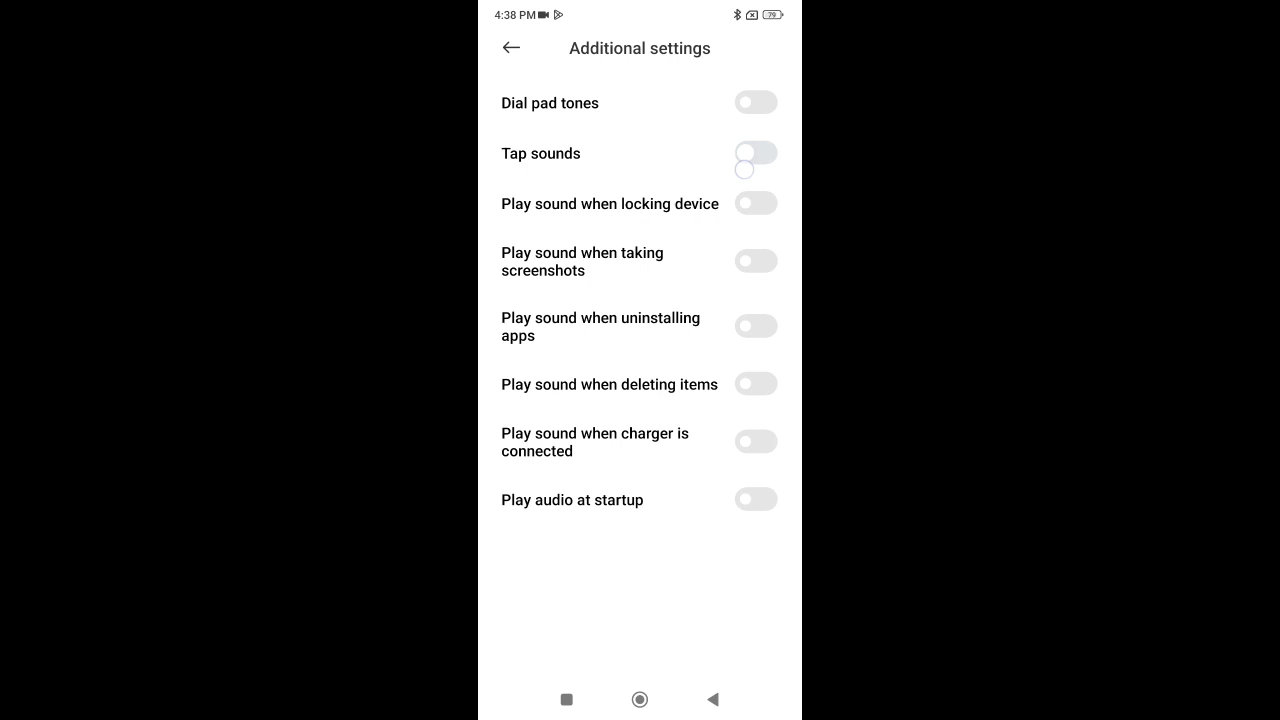 4:38 PM
79
Additional settings
Dial pad tones
Tap sounds
Play sound when locking device
Play sound when taking
screenshots
Play sound when uninstalling
apps
Play sound when deleting items
Play sound when charger is
connected
Play audio at startup